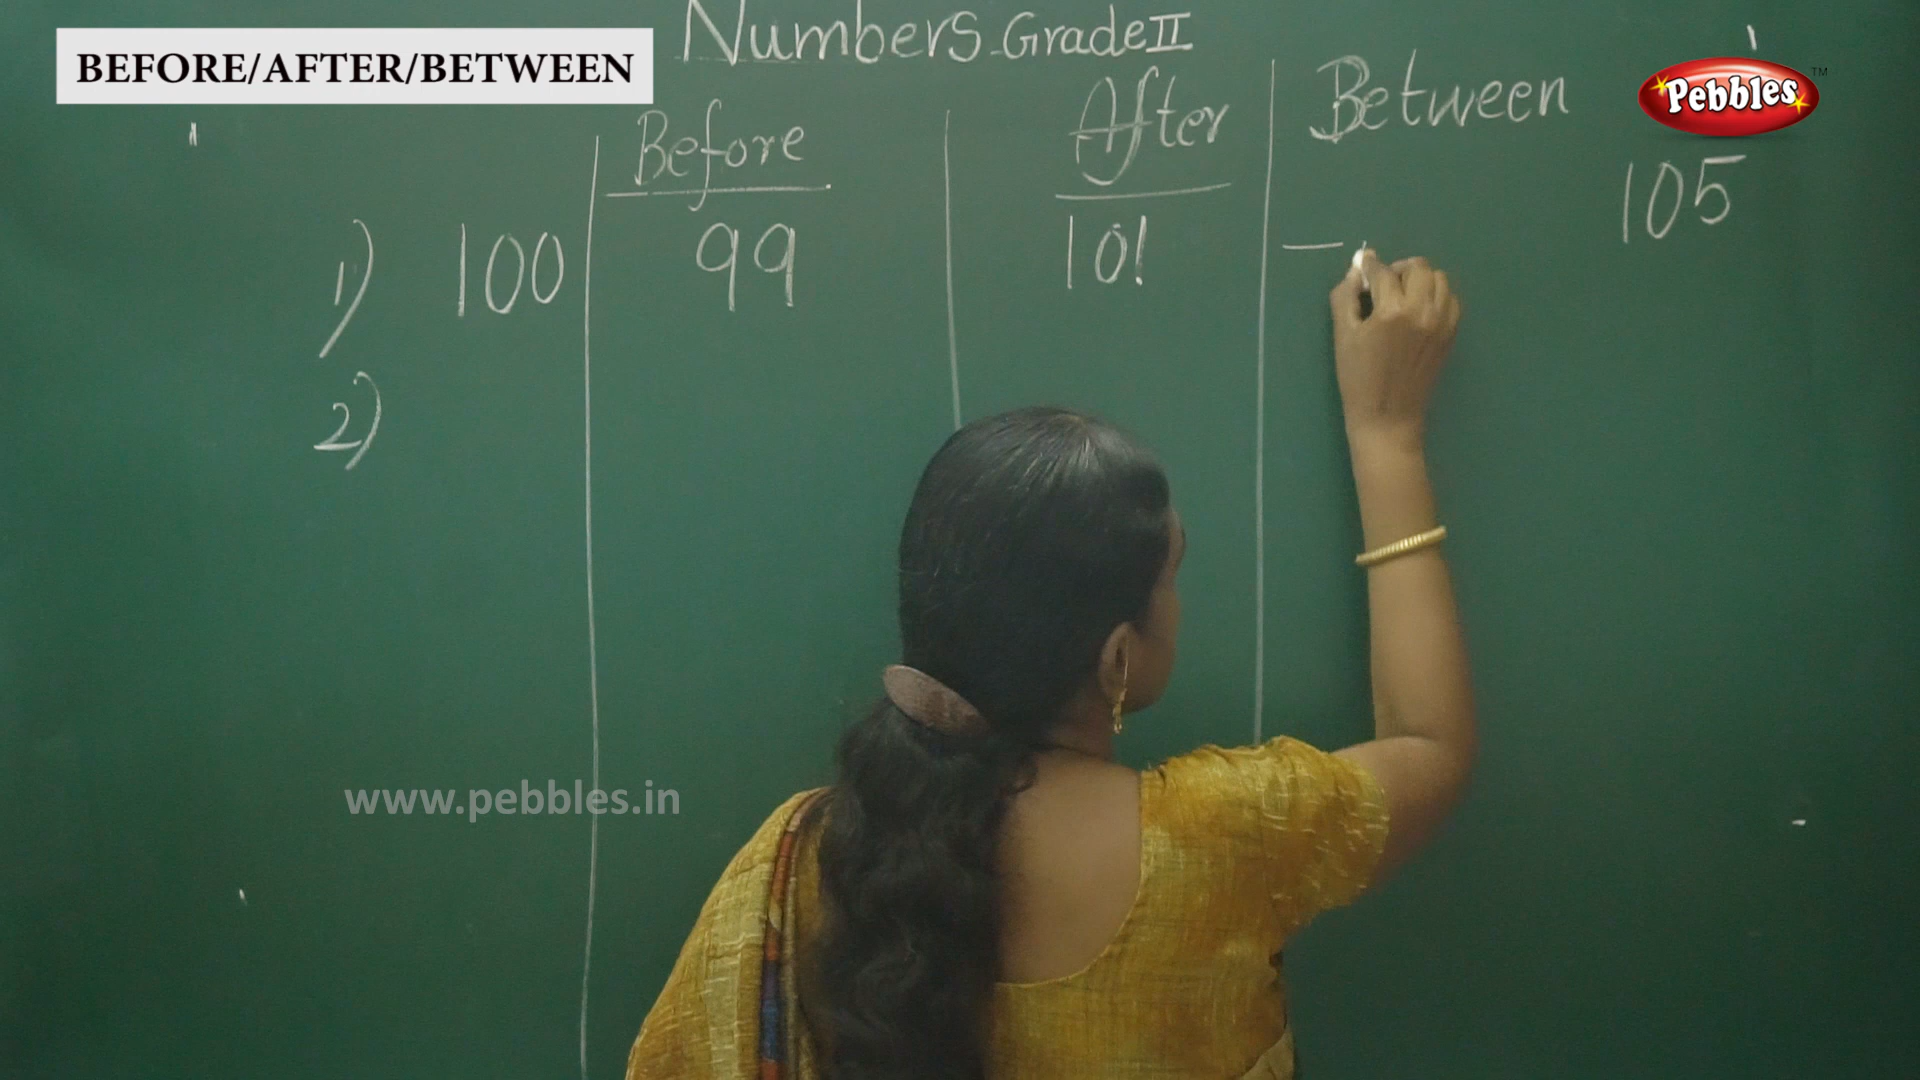 Numbers - Grade II
BEFORE/AFTER/BETWEEN
Pebbles TM
Before After Between
1) 100 99 101 105
2)
www.pebbles.in